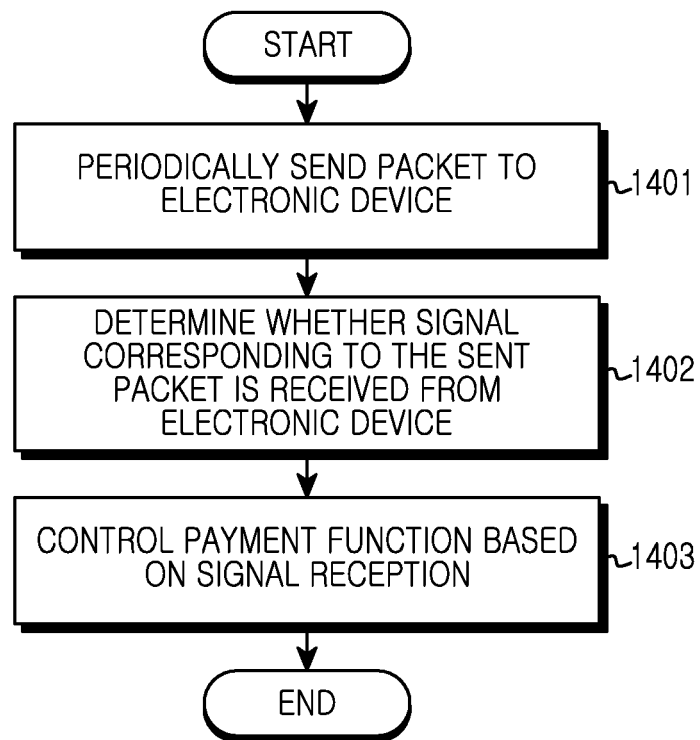 START
PERIODICALLY SEND PACKET TO
ELECTRONIC DEVICE
1401
DETERMINE WHETHER SIGNAL
CORRESPONDING TO THE SENT
PACKET IS RECEIVED FROM
ELECTRONIC DEVICE
1402
CONTROL PAYMENT FUNCTION BASED
ON SIGNAL RECEPTION
1403
END